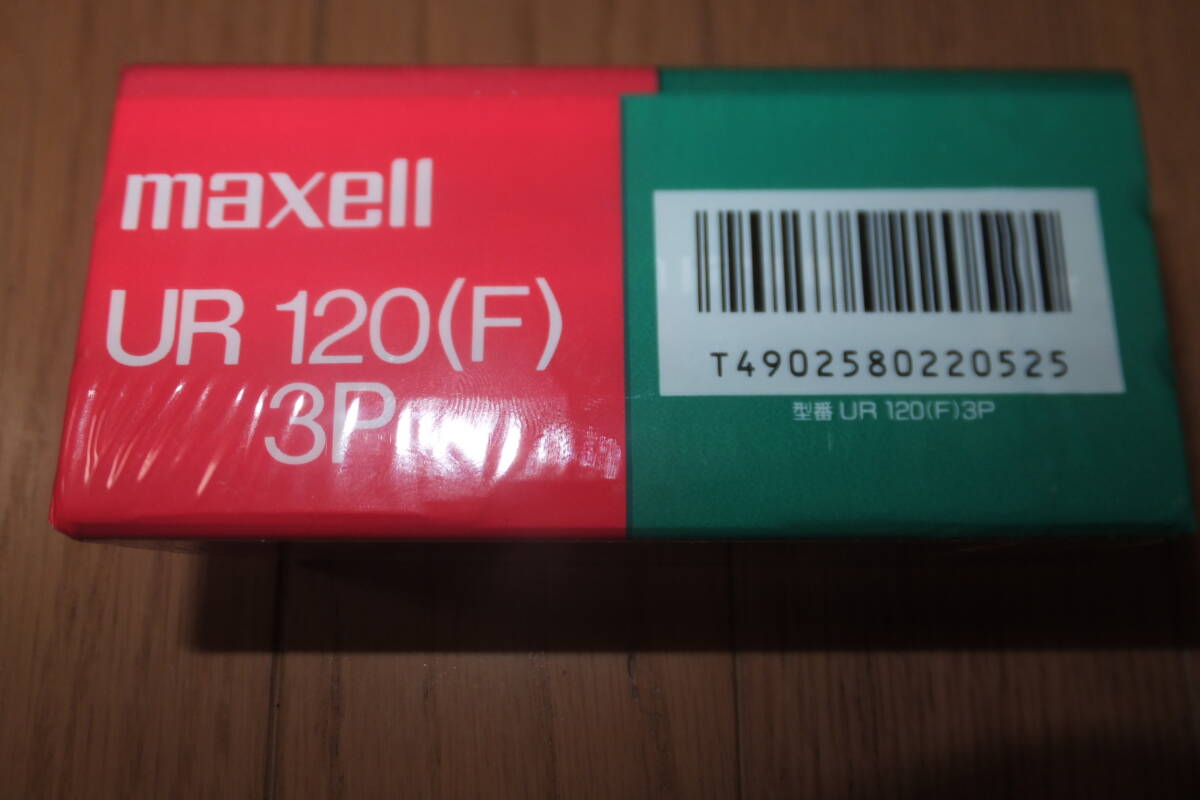 maxell
UR 120(F)
3P
T4902580220525
型番 UR 120(F)3P